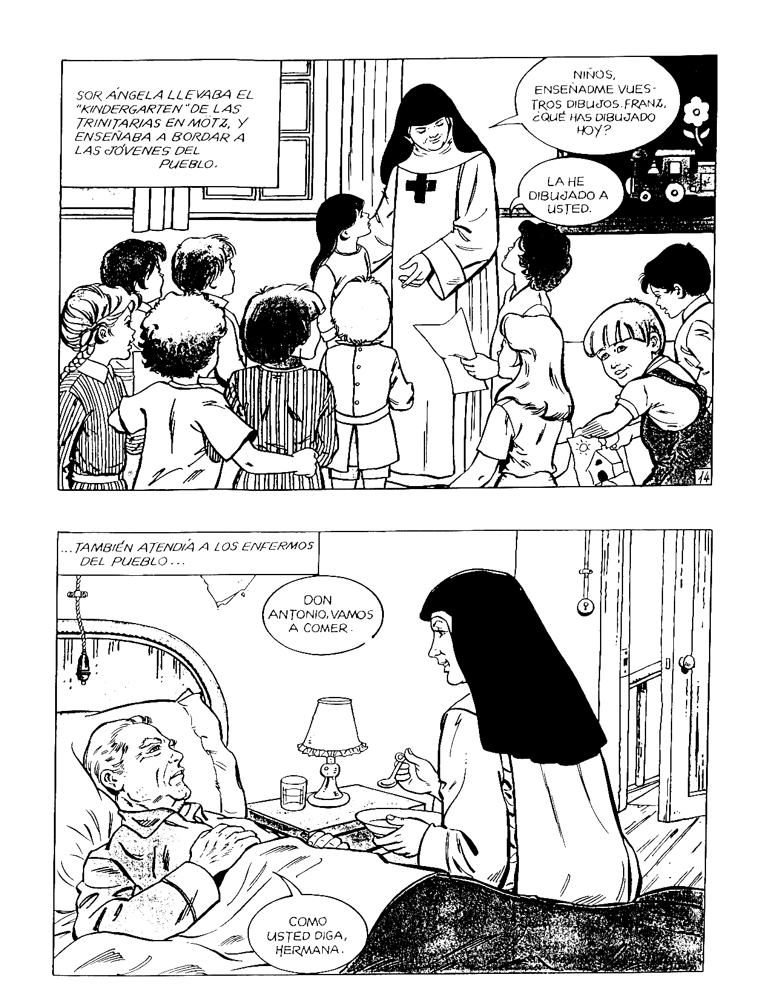 SOR ÁNGELA LLEVABA EL
"KINDERGARTEN" DE LAS
TRINITARIAS EN MÖTZ, Y
ENSEÑABA A BORDAR A
LAS JÓVENES DEL
PUEBLO.
NIÑOS,
ENSEÑADME VUES-
TROS DIBUJOS. FRANZ,
¿QUÉ HAS DIBUJADO
HOY?
LA HE
DIBUJADO A
USTED.
14
...TAMBIÉN ATENDÍA A LOS ENFERMOS
DEL PUEBLO...
DON
ANTONIO, VAMOS
A COMER.
COMO
USTED DIGA,
HERMANA.